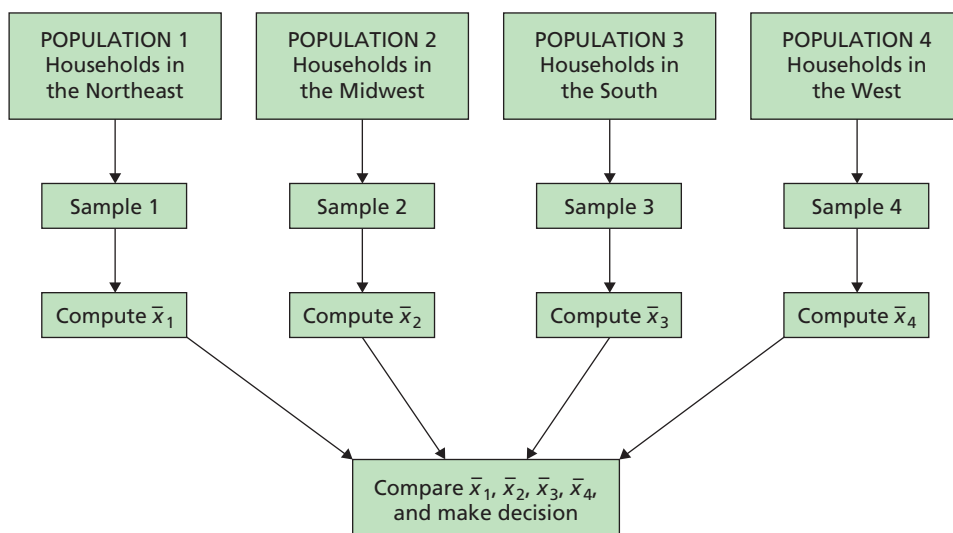 POPULATION 1
Households in
the Northeast
POPULATION 2
Households in
the Midwest
POPULATION 3
Households in
the South
POPULATION 4
Households in
the West
Sample 1
Sample 2
Sample 3
Sample 4
Compute x̄₁
Compute x̄₂
Compute x̄₃
Compute x̄₄
Compare x̄₁, x̄₂, x̄₃, x̄₄,
and make decision